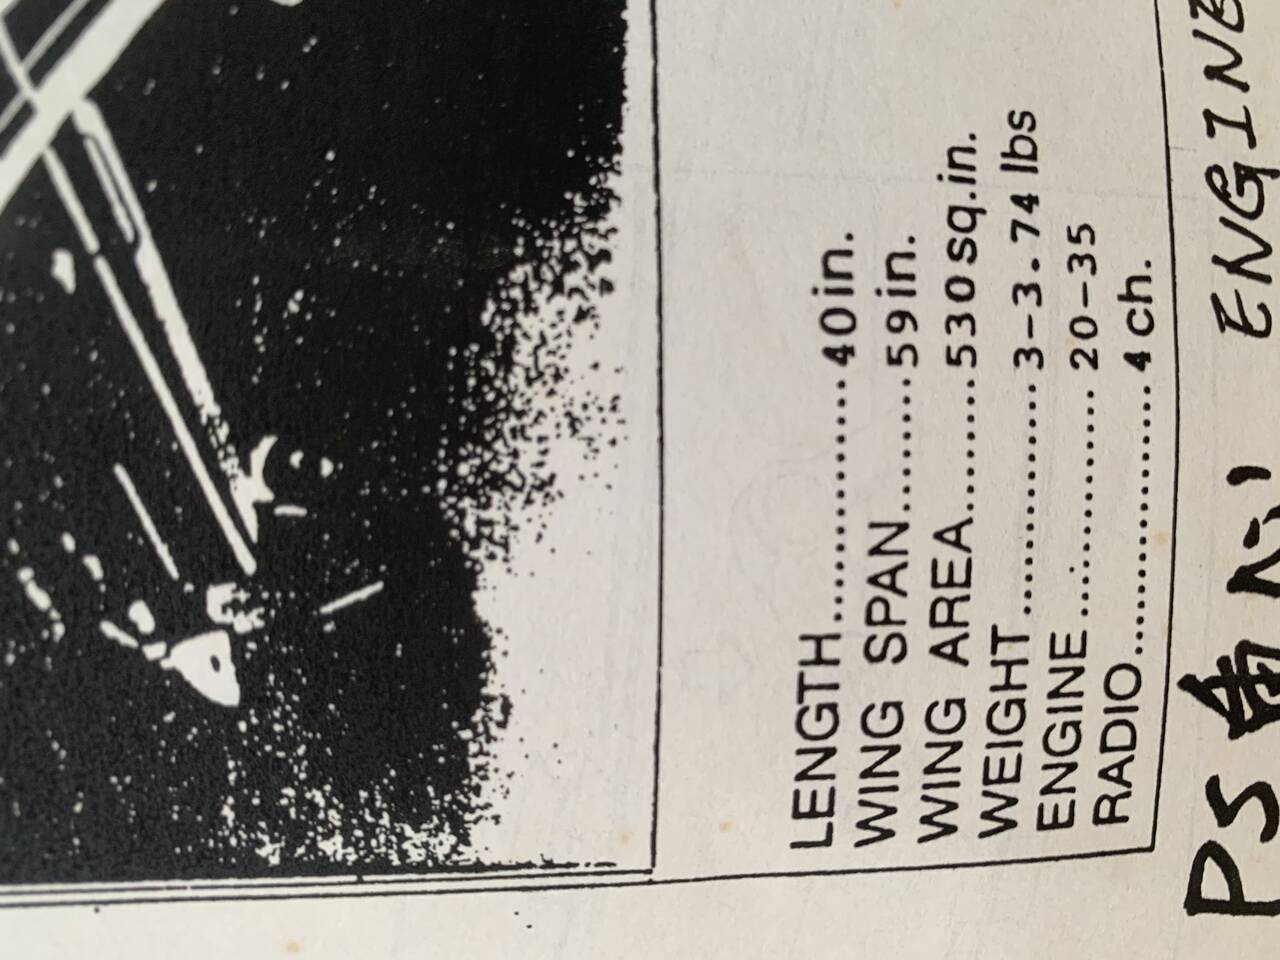 LENGTH..............40in.
WING SPAN.........59in.
WING AREA.........530sq.in.
WEIGHT...............3-3.74 lbs
ENGINE ...............20-35
RADIO..................4ch.
PS ENGINE